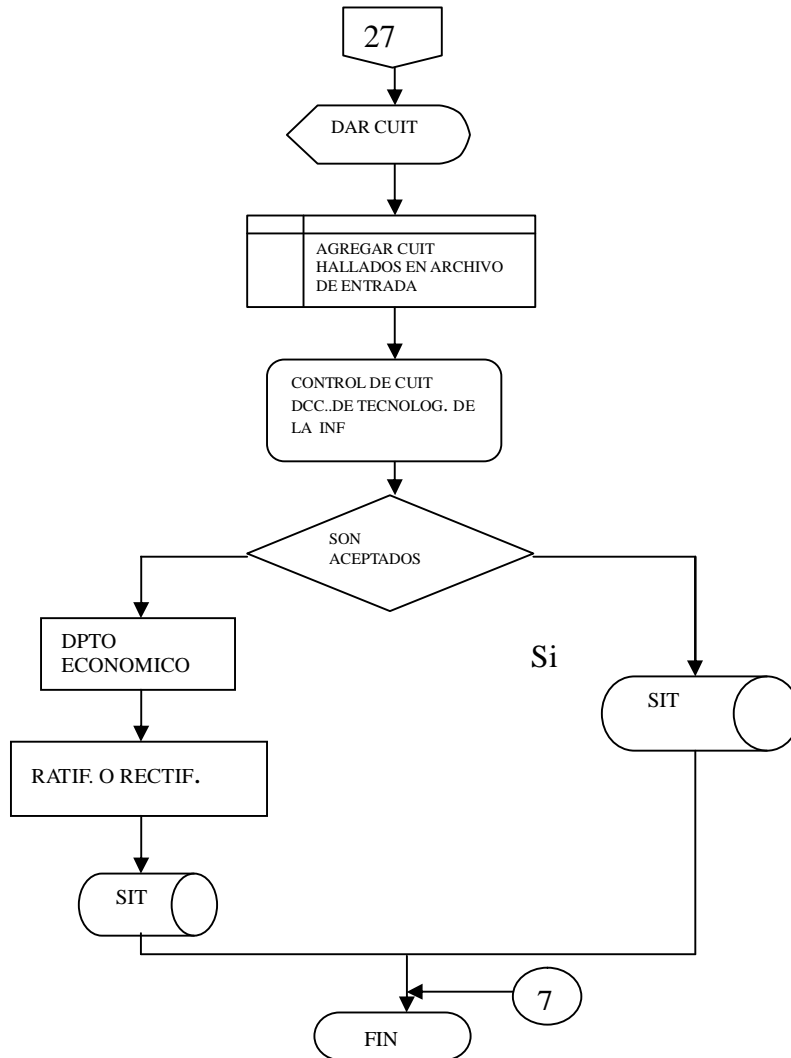 27
DAR CUIT
AGREGAR CUIT
HALLADOS EN ARCHIVO
DE ENTRADA
CONTROL DE CUIT
DCC..DE TECNOLOG. DE
LA INF
SON
ACEPTADOS
DPTO
ECONOMICO
Si
SIT
RATIF. O RECTIF.
SIT
7
FIN